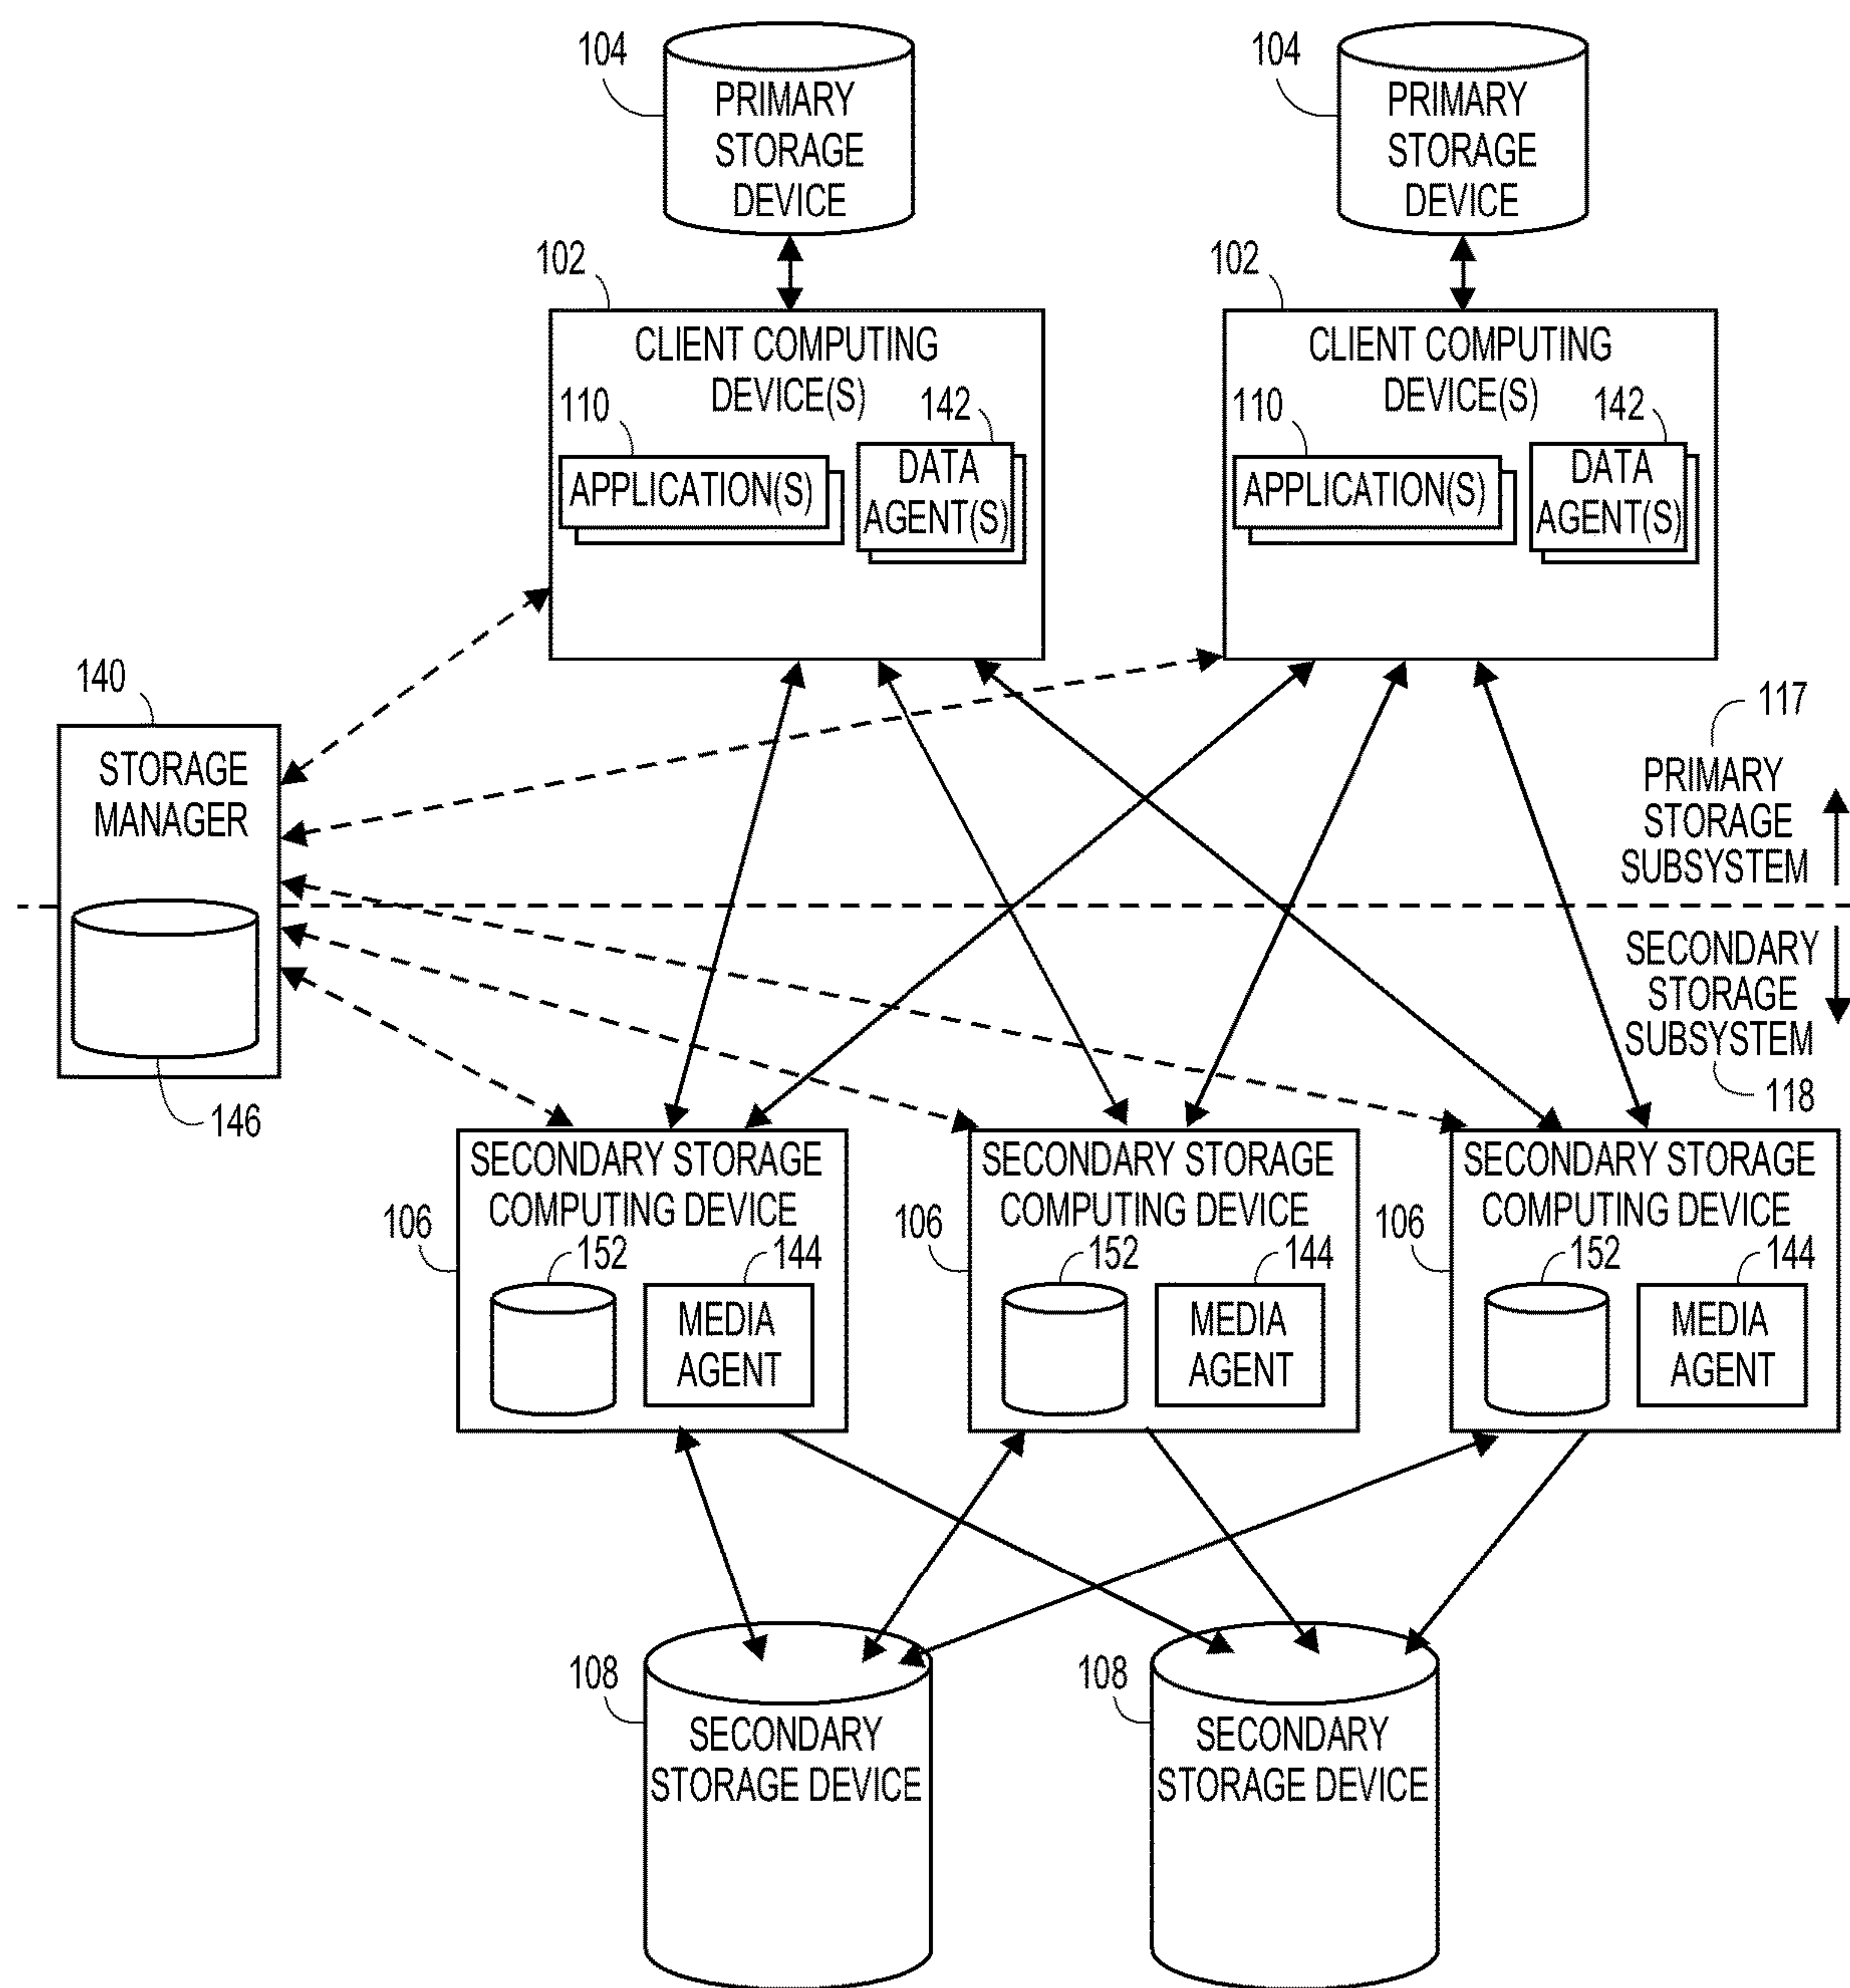 104
PRIMARY
STORAGE
DEVICE
104
PRIMARY
STORAGE
DEVICE
102
CLIENT COMPUTING
DEVICE(S)
110
142
APPLICATION(S)
DATA
AGENT(S)
102
CLIENT COMPUTING
DEVICE(S)
110
142
APPLICATION(S)
DATA
AGENT(S)
140
STORAGE
MANAGER
146
117
PRIMARY
STORAGE
SUBSYSTEM
SECONDARY
STORAGE
SUBSYSTEM
118
SECONDARY STORAGE
COMPUTING DEVICE
106
152
144
MEDIA
AGENT
SECONDARY STORAGE
COMPUTING DEVICE
106
152
144
MEDIA
AGENT
SECONDARY STORAGE
COMPUTING DEVICE
106
152
144
MEDIA
AGENT
108
SECONDARY
STORAGE DEVICE
108
SECONDARY
STORAGE DEVICE